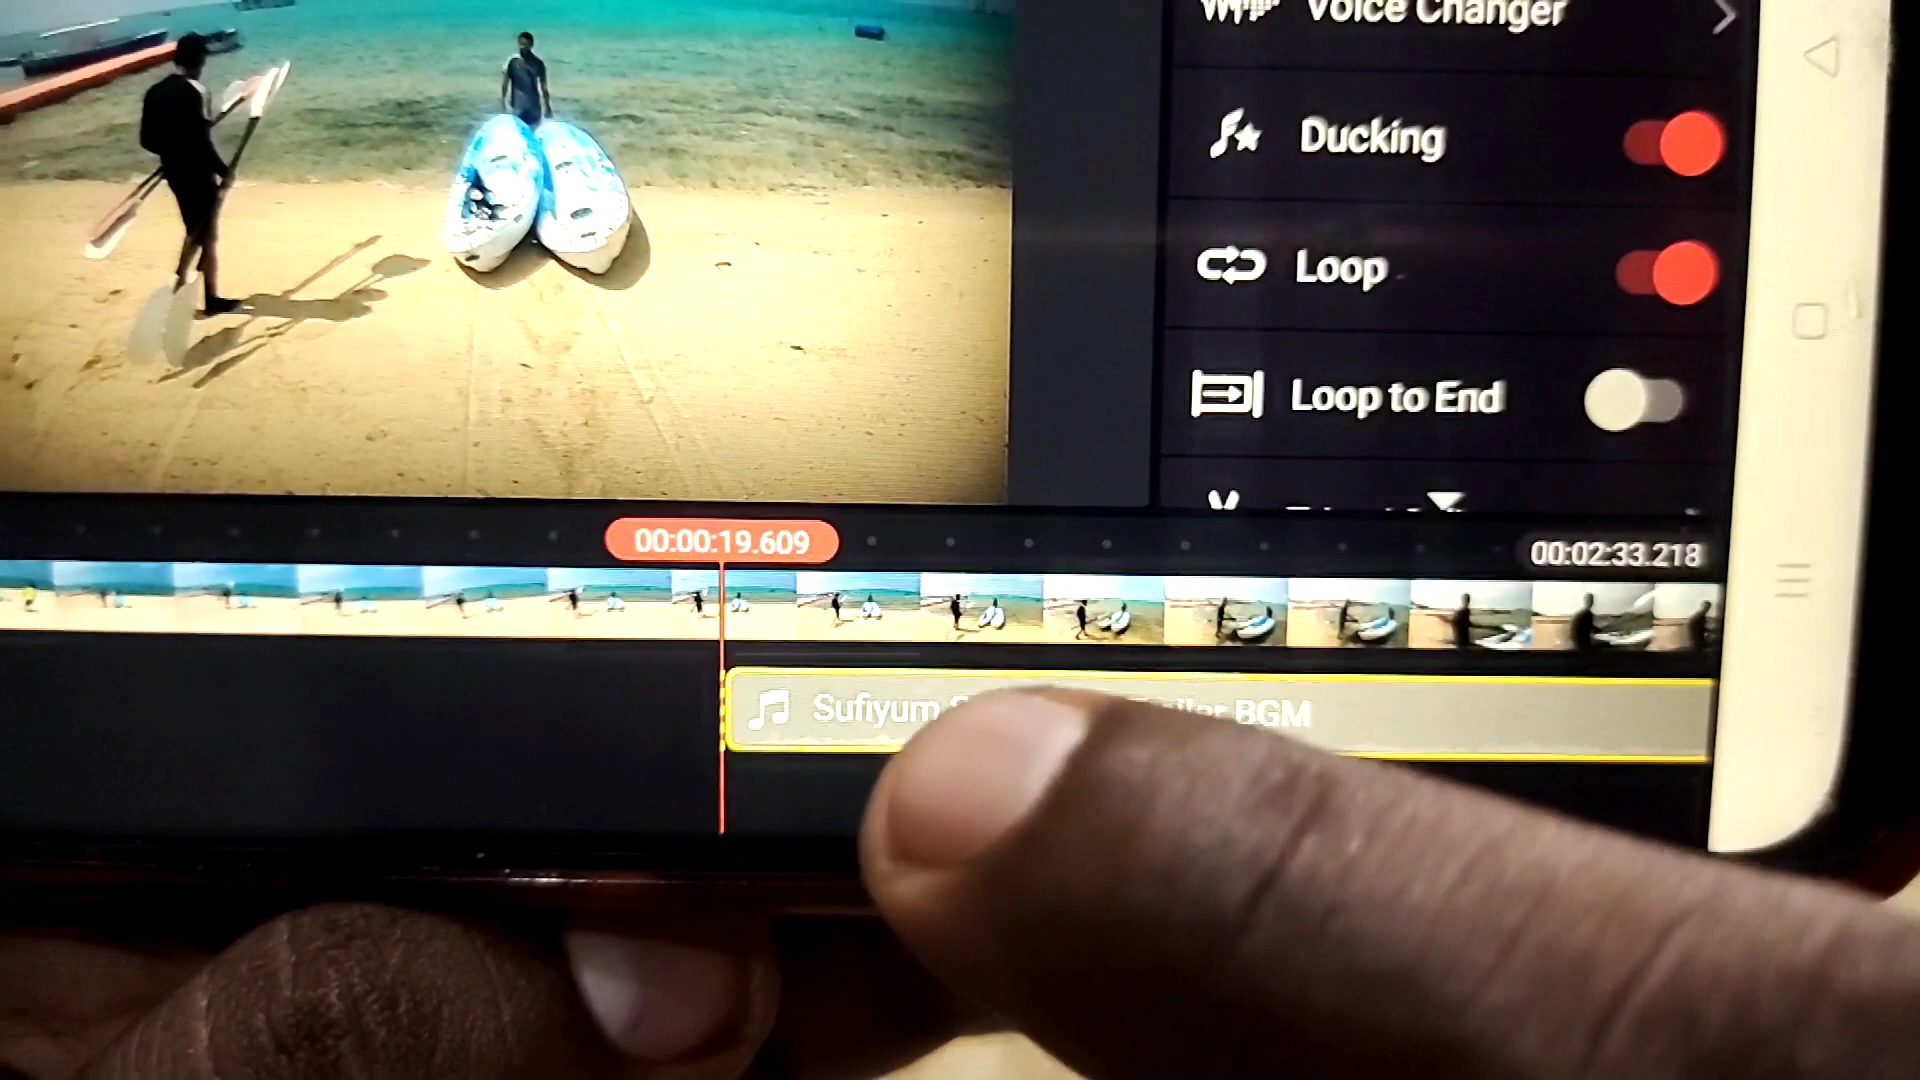 Voice Changer
Ducking
Loop
Loop to End
00:00:19.609
00:02:33.218
Sufiyum BGM